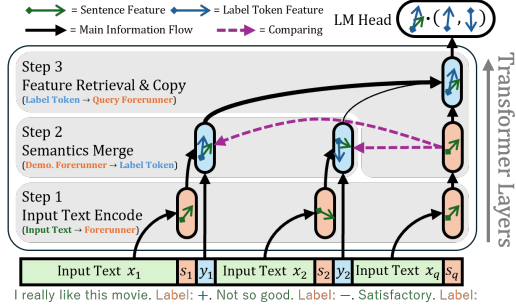 = Sentence Feature = Label Token Feature LM Head
= Main Information Flow = Comparing
Step 3
Feature Retrieval & Copy
(Label Token → Query Forerunner)
Step 2
Semantics Merge
(Demo. Forerunner → Label Token)
Step 1
Input Text Encode
(Input Text → Forerunner)
Transformer Layers
Input Text x1 s1 y1 Input Text x2 s2 y2 Input Text xq sq
I really like this movie. Label: +. Not so good. Label: −. Satisfactory. Label: